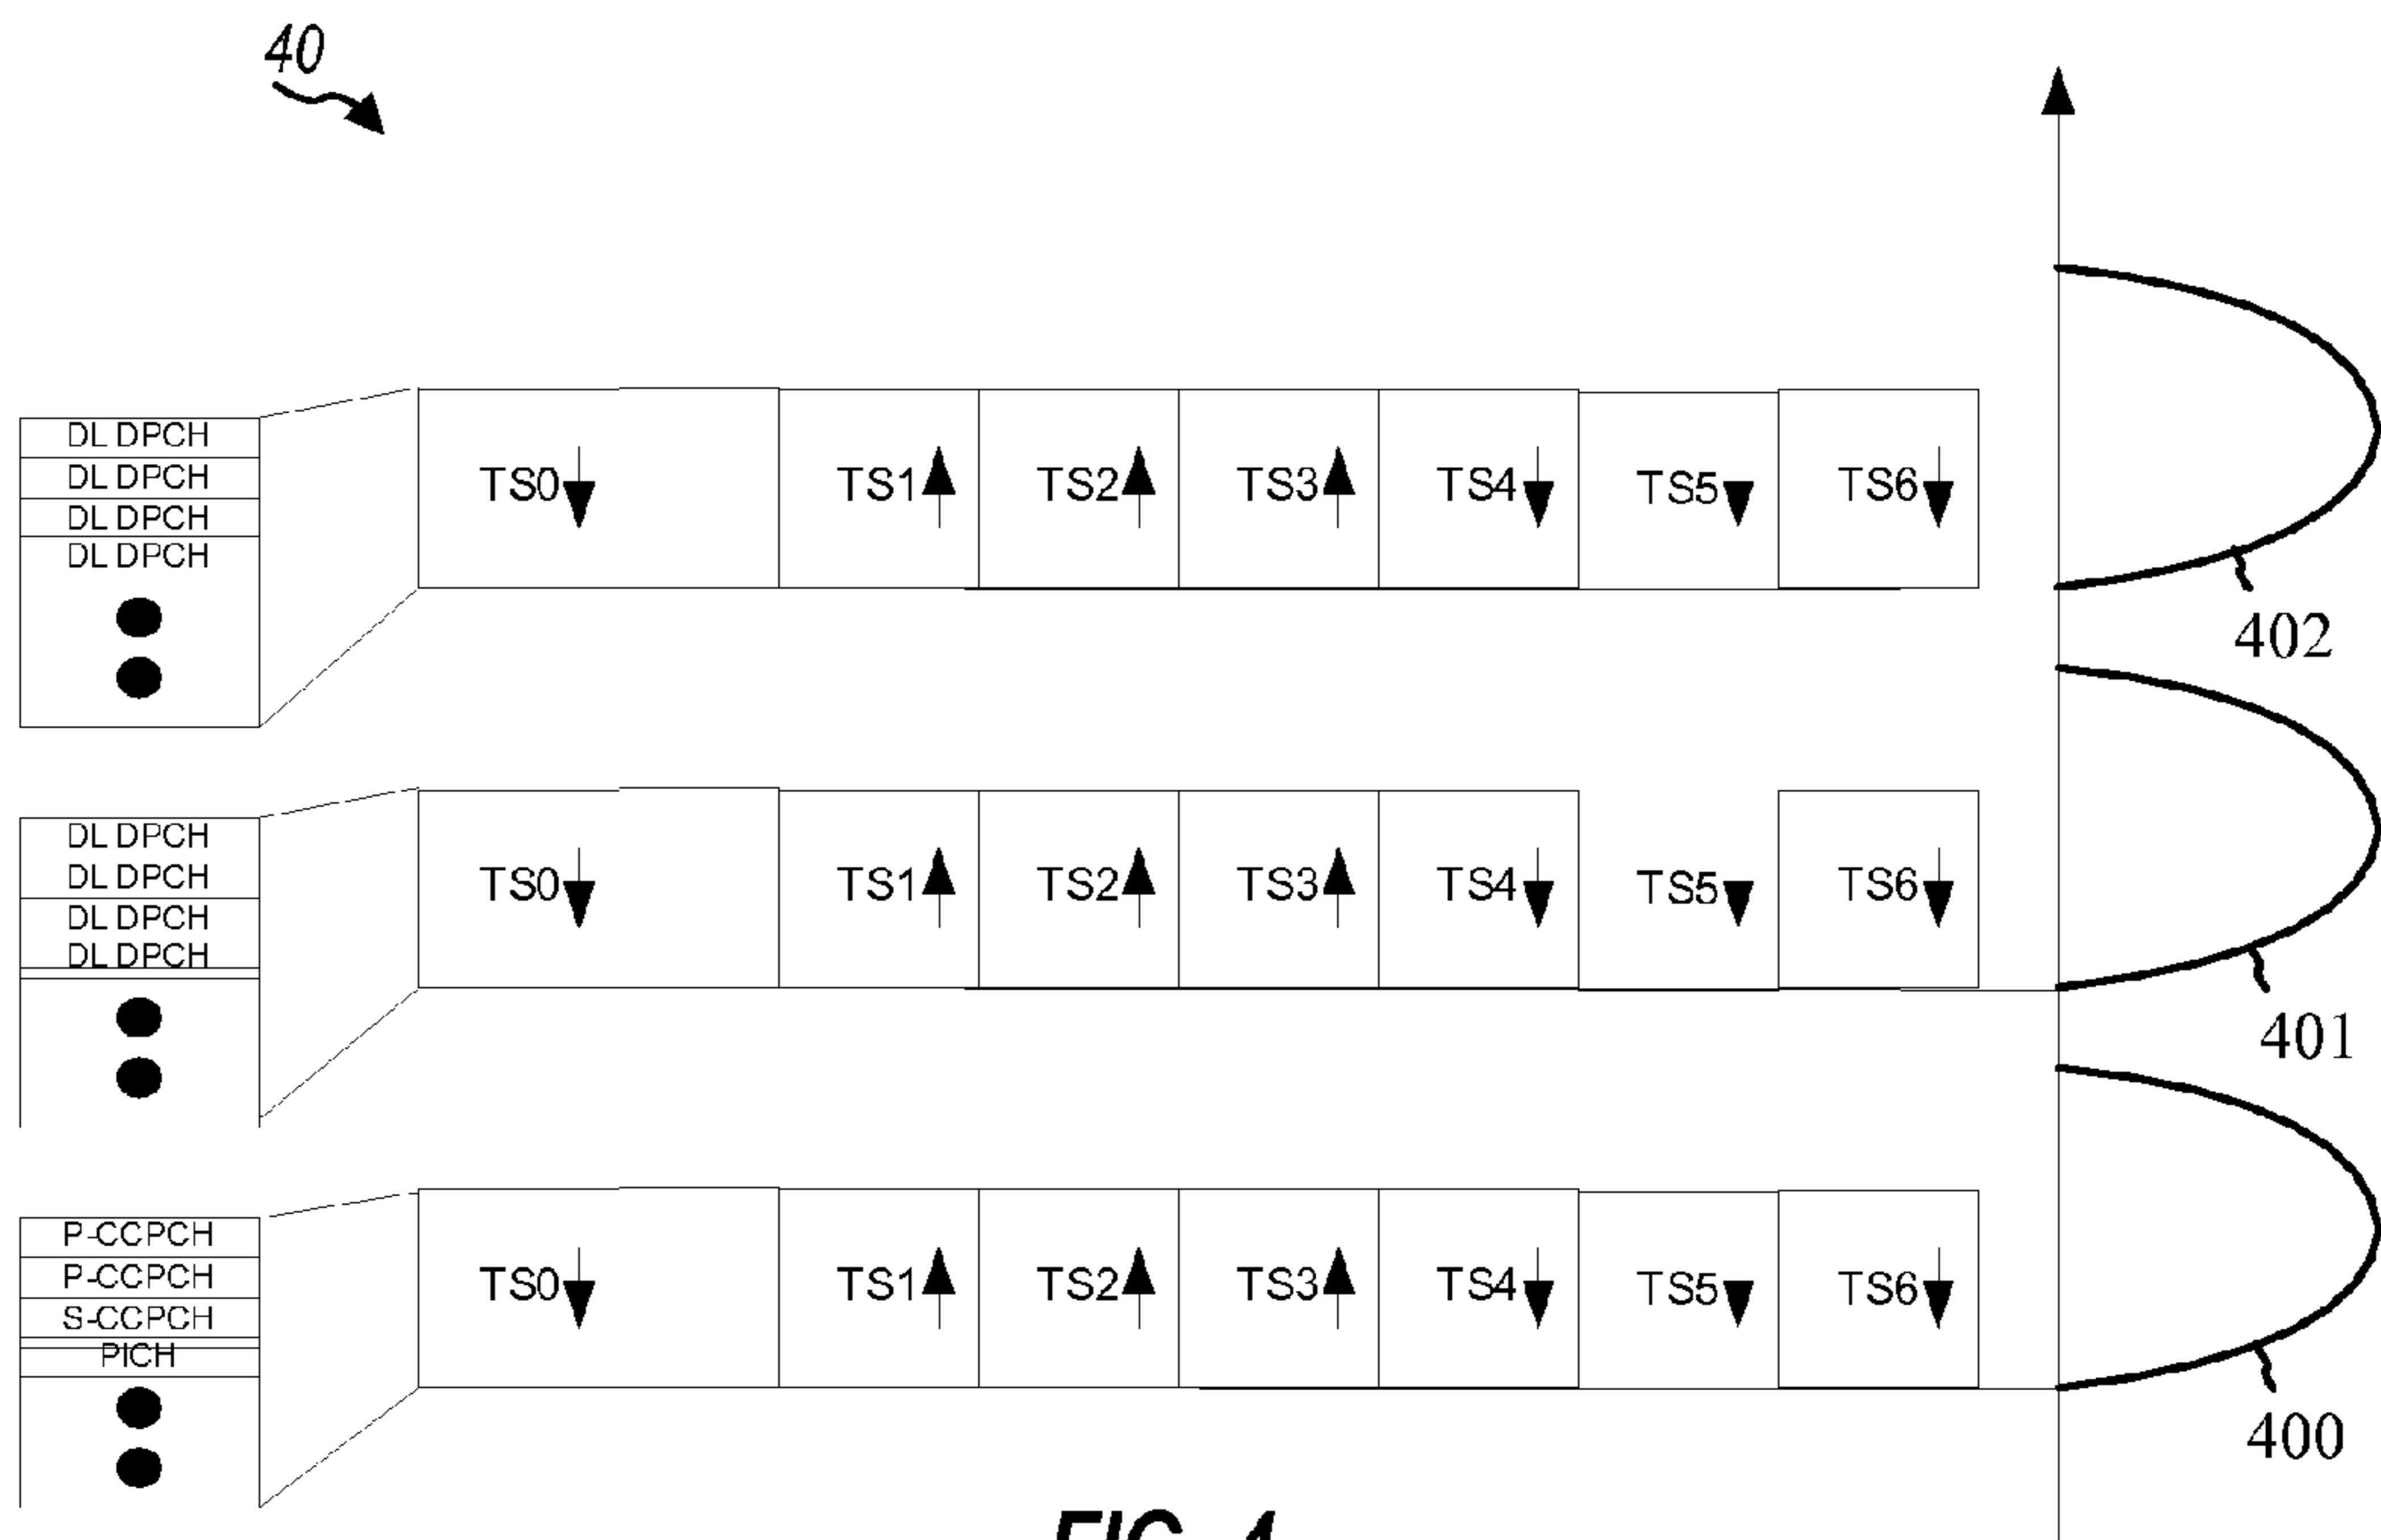 40
DL DPCH
DL DPCH
DL DPCH
DL DPCH
TS0 TS1 TS2 TS3 TS4 TS5 TS6
402
DL DPCH
DL DPCH
DL DPCH
DL DPCH
TS0 TS1 TS2 TS3 TS4 TS5 TS6
401
P-CCPCH
P-CCPCH
S-CCPCH
PICH
TS0 TS1 TS2 TS3 TS4 TS5 TS6
400
FIG. 4